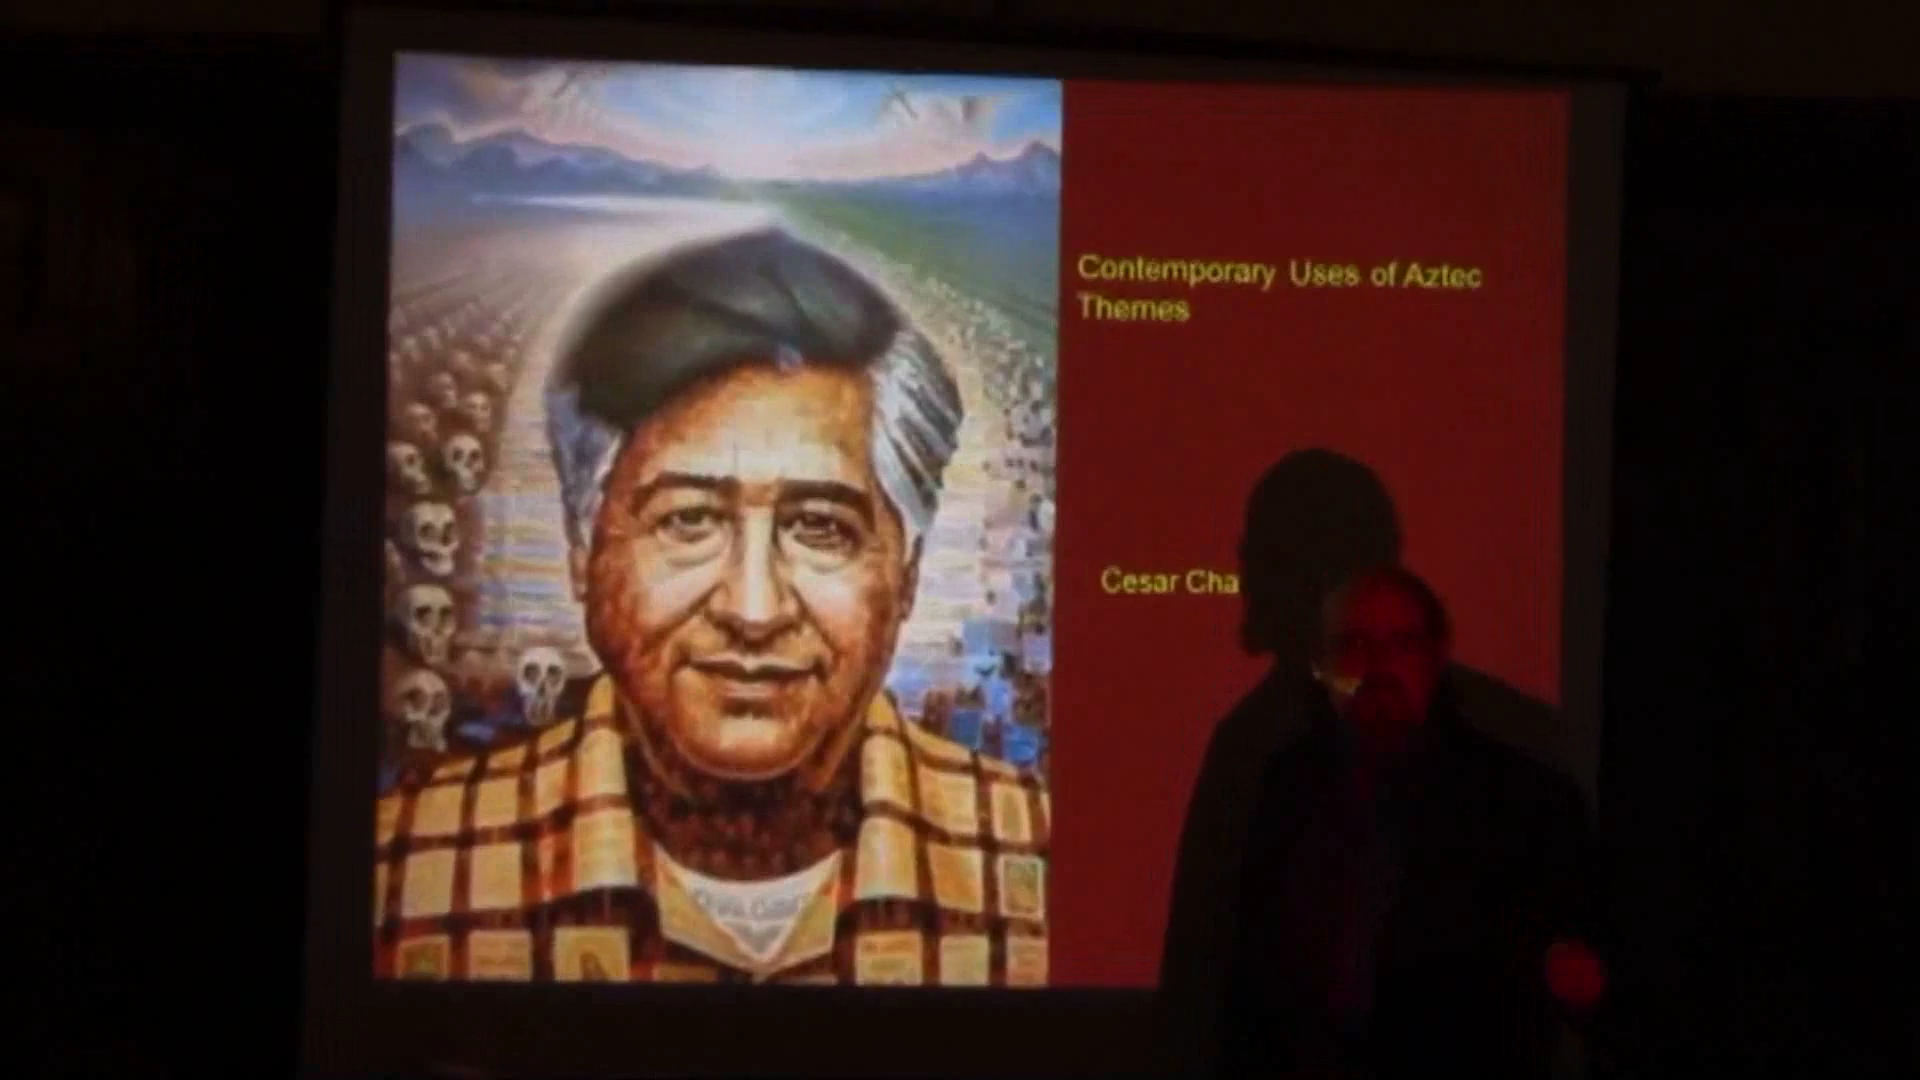 Contemporary Uses of Aztec
Themes
Cesar Cha